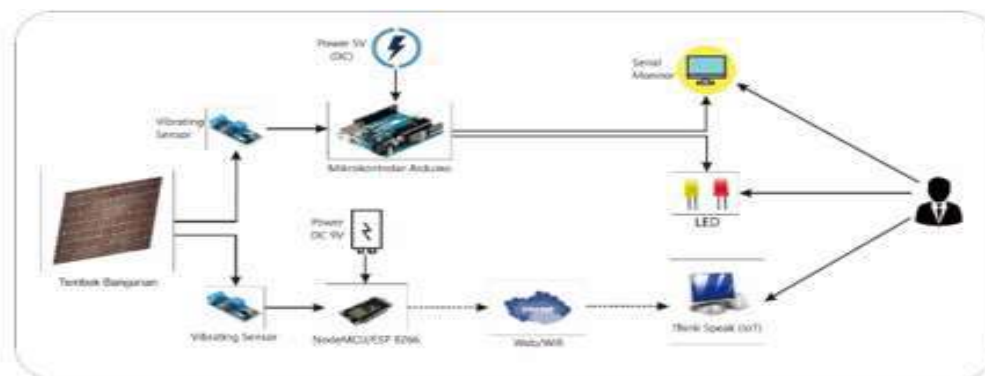 Power 5V
(DC)
Serial
Monitor
Vibrating
Sensor
Mikrokontrolar Arduino
LED
Power
DC 9V
Tembok Bangunan
Vibrating Sensor
NodeMCU/ESP 8266
Web/Wifi
Think Speak (IoT)